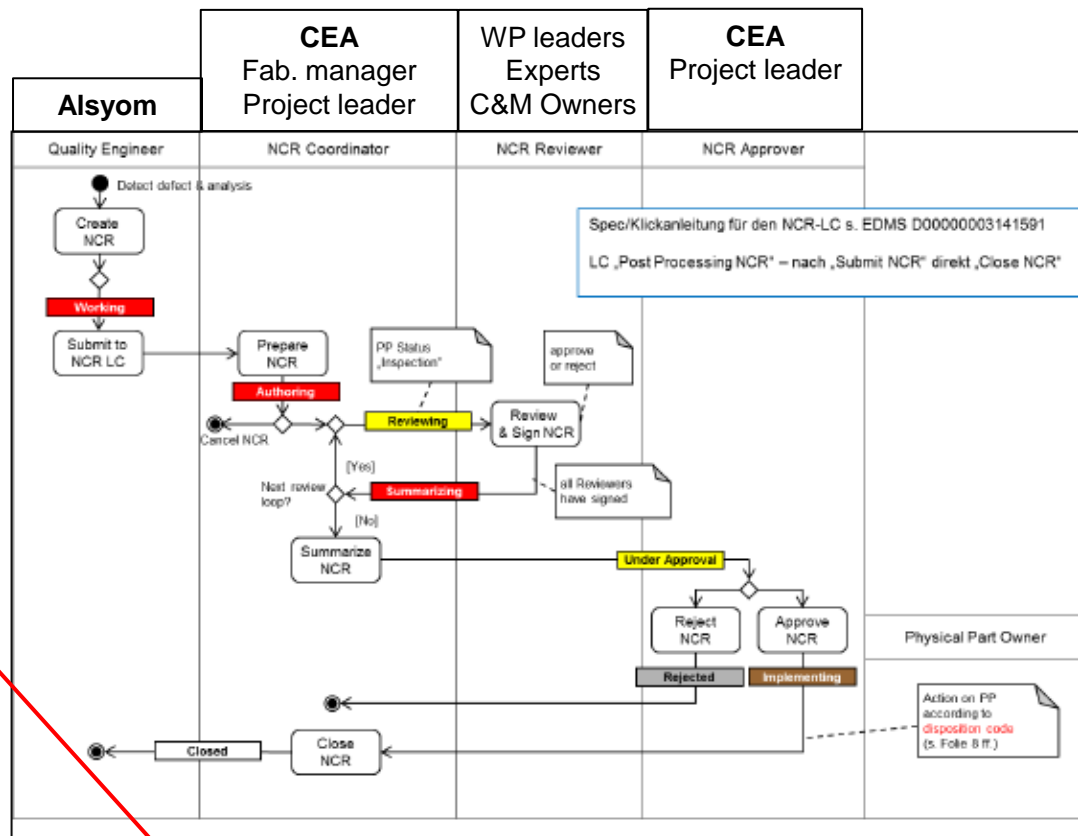 CEA
Fab. manager
Project leader
WP leaders
Experts
C&M Owners
CEA
Project leader
Alsyom
Quality Engineer
NCR Coordinator
NCR Reviewer
NCR Approver
Detect defect & analysis
Create
NCR
Spec/Klickanleitung für den NCR-LC s. EDMS D00000003141591
LC „Post Processing NCR" – nach „Submit NCR" direkt „Close NCR"
Working
Submit to
NCR LC
Prepare
NCR
PP Status
„Inspection"
approve
or reject
Authoring
Cancel NCR
Reviewing
Review
& Sign NCR
[Yes]
Next review
loop?
Summarizing
all Reviewers
have signed
[No]
Summarize
NCR
Under Approval
Reject
NCR
Approve
NCR
Physical Part Owner
Rejected
Implementing
Action on PP
according to
disposition code
(s. Folie 8 ff.)
Close
NCR
Closed